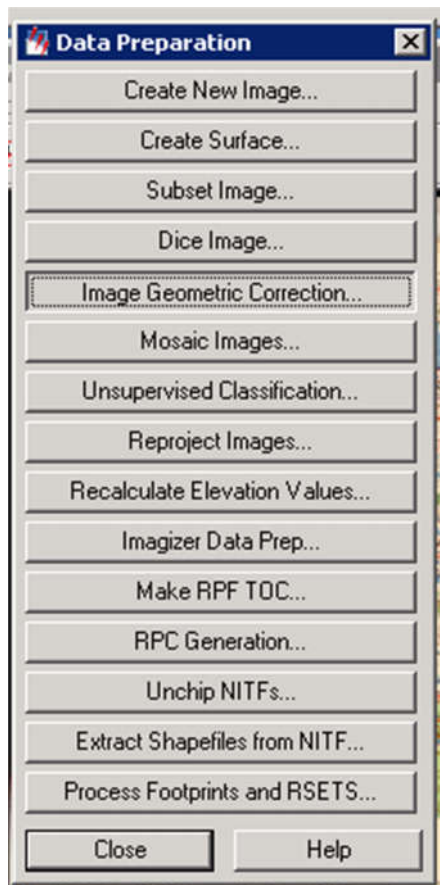 Data Preparation
Create New Image...
Create Surface...
Subset Image...
Dice Image...
Image Geometric Correction...
Mosaic Images...
Unsupervised Classification...
Reproject Images...
Recalculate Elevation Values...
Imagizer Data Prep...
Make RPF TOC...
RPC Generation...
Unchip NITFs...
Extract Shapefiles from NITF...
Process Footprints and RSETS...
Close Help